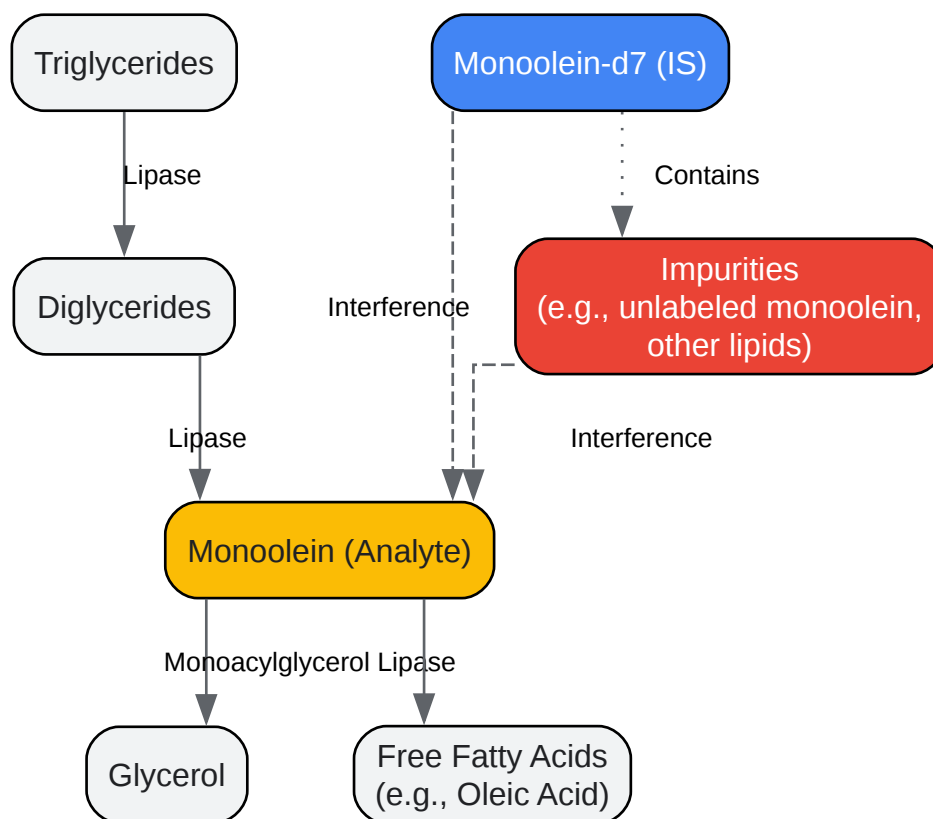 Triglycerides
Monoolein-d7 (IS)
Lipase
Contains
Diglycerides
Interference
Impurities
(e.g., unlabeled monoolein,
other lipids)
Lipase
Interference
Monoolein (Analyte)
Monoacylglycerol Lipase
Glycerol
Free Fatty Acids
(e.g., Oleic Acid)